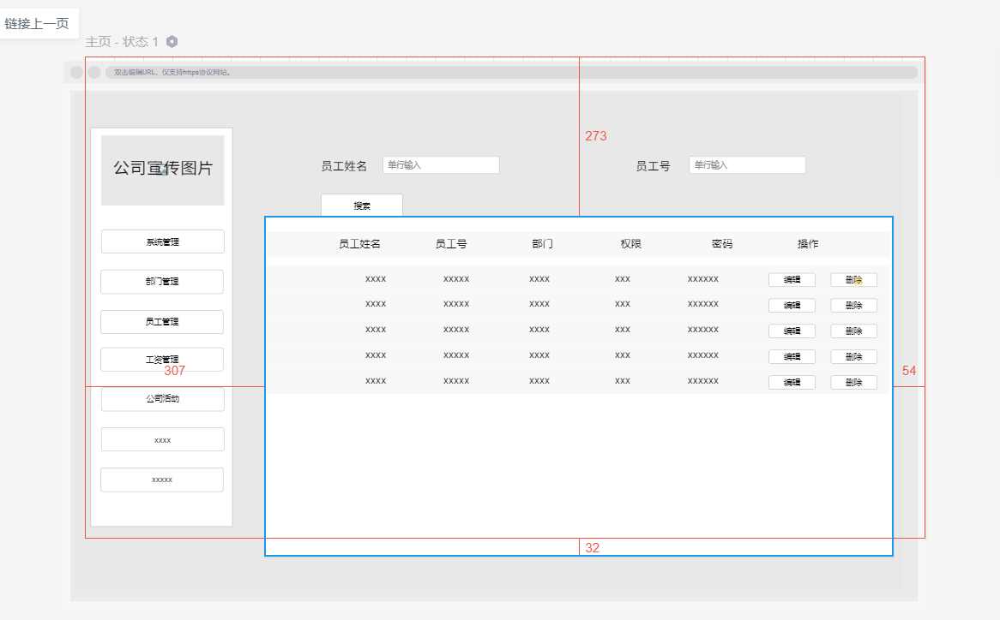 链接上一页
主页 - 状态 1
双击编辑URL，仅支持https协议网站。
273
公司宣传图片
员工姓名 单行输入 员工号 单行输入
搜索
系统管理
部门管理
员工管理
工资管理
307
公司活动
xxxx
xxxxx
员工姓名 员工号 部门 权限 密码 操作
xxxx xxxxx xxxx xxx xxxxxx 编辑 删除
xxxx xxxxx xxxx xxx xxxxxx 编辑 删除
xxxx xxxxx xxxx xxx xxxxxx 编辑 删除
xxxx xxxxx xxxx xxx xxxxxx 编辑 删除
xxxx xxxxx xxxx xxx xxxxxx 编辑 删除
54
32